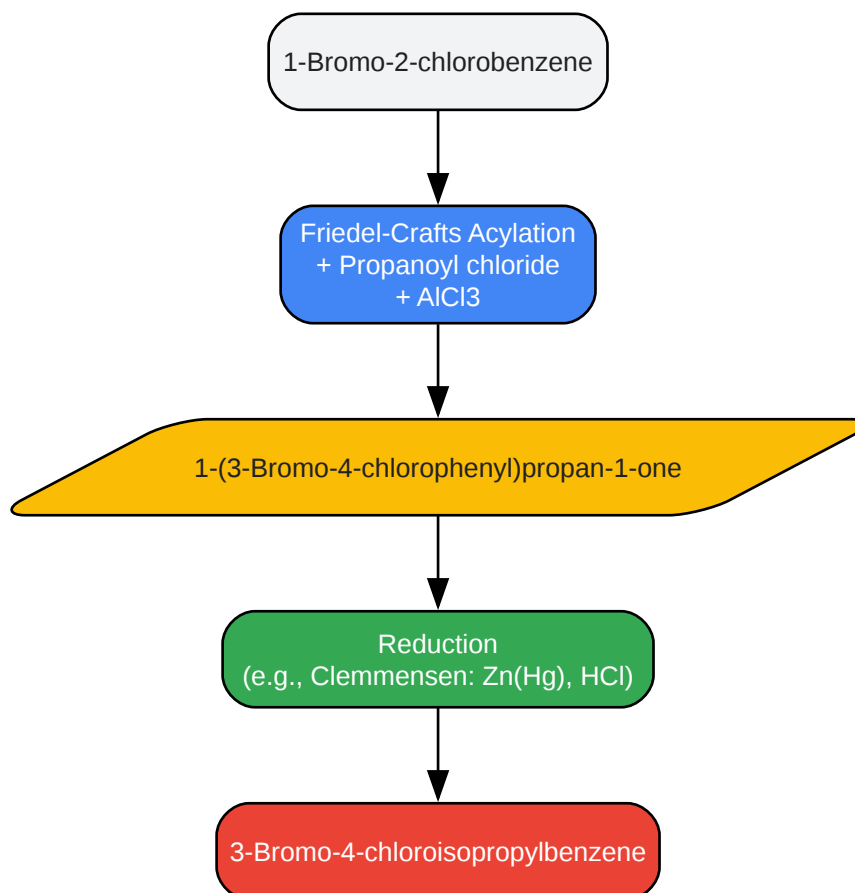 1-Bromo-2-chlorobenzene
Friedel-Crafts Acylation
+ Propanoyl chloride
+ AlCl3
1-(3-Bromo-4-chlorophenyl)propan-1-one
Reduction
(e.g., Clemmensen: Zn(Hg), HCl)
3-Bromo-4-chloroisopropylbenzene